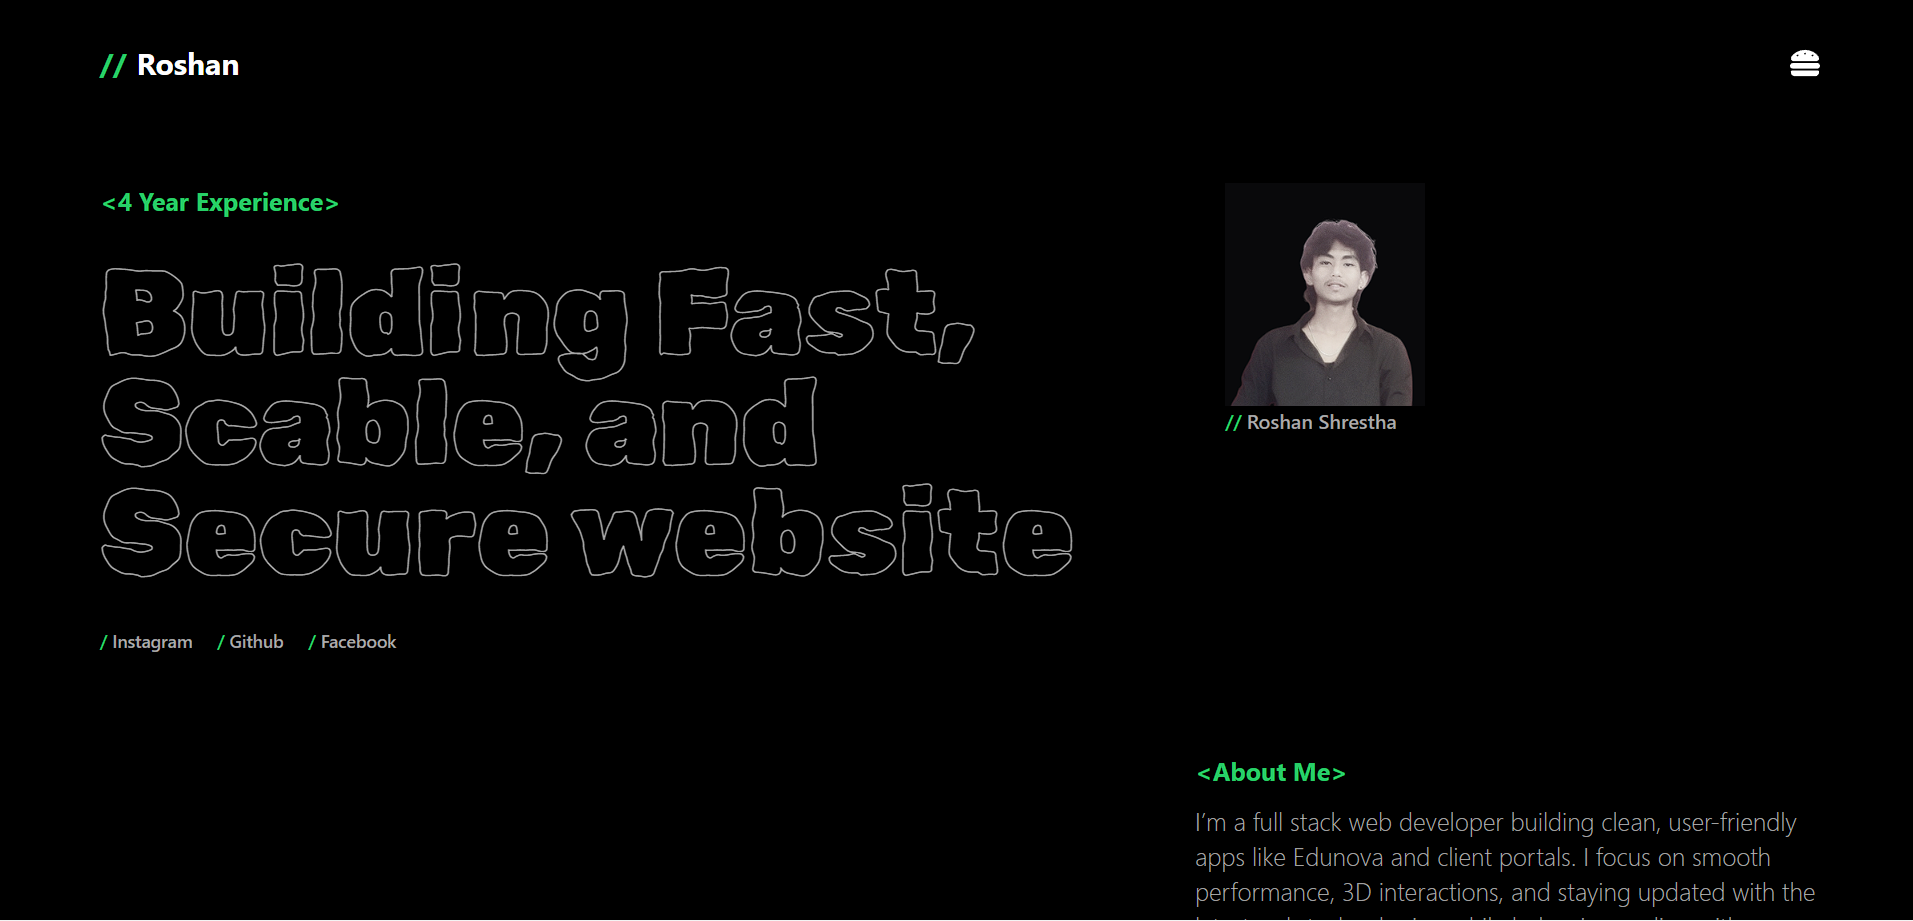 // Roshan
<4 Year Experience>
Building Fast,
Scable, and
Secure website
// Roshan Shrestha
/ Instagram / Github / Facebook
<About Me>
I'm a full stack web developer building clean, user-friendly
apps like Edunova and client portals. I focus on smooth
performance, 3D interactions, and staying updated with the